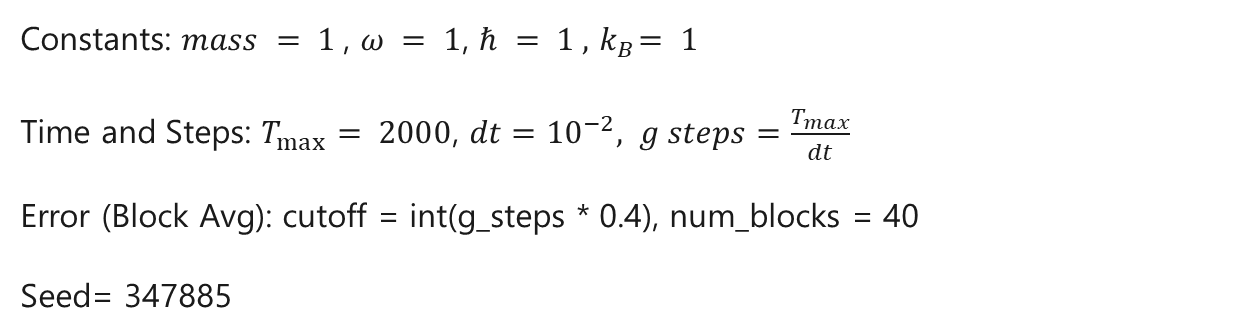 Constants: mass = 1, ω = 1, ħ = 1, k_B = 1
Time and Steps: T_max = 2000, dt = 10⁻², g steps = T_max/dt
Error (Block Avg): cutoff = int(g_steps * 0.4), num_blocks = 40
Seed= 347885